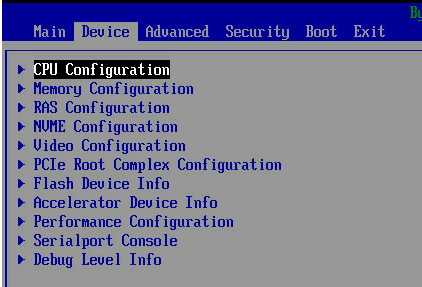 By
Main Device Advanced Security Boot Exit
CPU Configuration
Memory Configuration
RAS Configuration
NVME Configuration
Video Configuration
PCIe Root Complex Configuration
Flash Device Info
Accelerator Device Info
Performance Configuration
Serialport Console
Debug Level Info